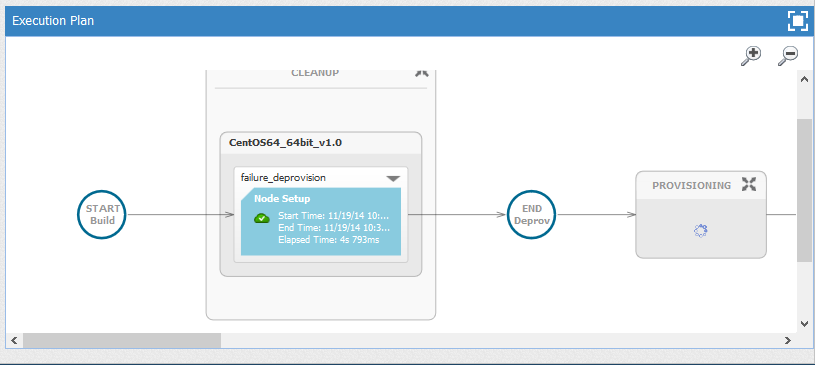 Execution Plan
CLEANUP
CentOS64_64bit_v1.0
failure_deprovision
Node Setup
Start Time: 11/19/14 10:...
End Time: 11/19/14 10:3...
Elapsed Time: 4s 793ms
START
Build
END
Deprov
PROVISIONING